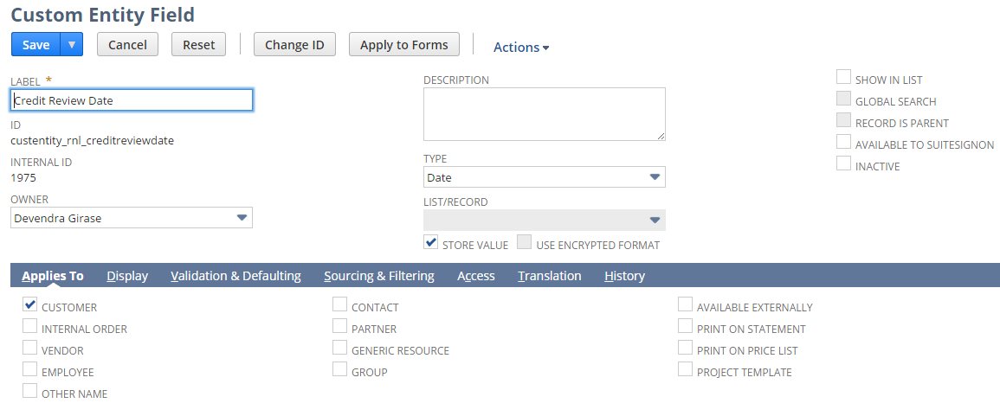 Custom Entity Field
Save
Cancel
Reset
Change ID
Apply to Forms
Actions
LABEL *
Credit Review Date
ID
custentity_rnl_creditreviewdate
INTERNAL ID
1975
OWNER
Devendra Girase
DESCRIPTION
TYPE
Date
LIST/RECORD
STORE VALUE
USE ENCRYPTED FORMAT
SHOW IN LIST
GLOBAL SEARCH
RECORD IS PARENT
AVAILABLE TO SUITESIGNON
INACTIVE
Applies To Display Validation & Defaulting Sourcing & Filtering Access Translation History
CUSTOMER
INTERNAL ORDER
VENDOR
EMPLOYEE
OTHER NAME
CONTACT
PARTNER
GENERIC RESOURCE
GROUP
AVAILABLE EXTERNALLY
PRINT ON STATEMENT
PRINT ON PRICE LIST
PROJECT TEMPLATE